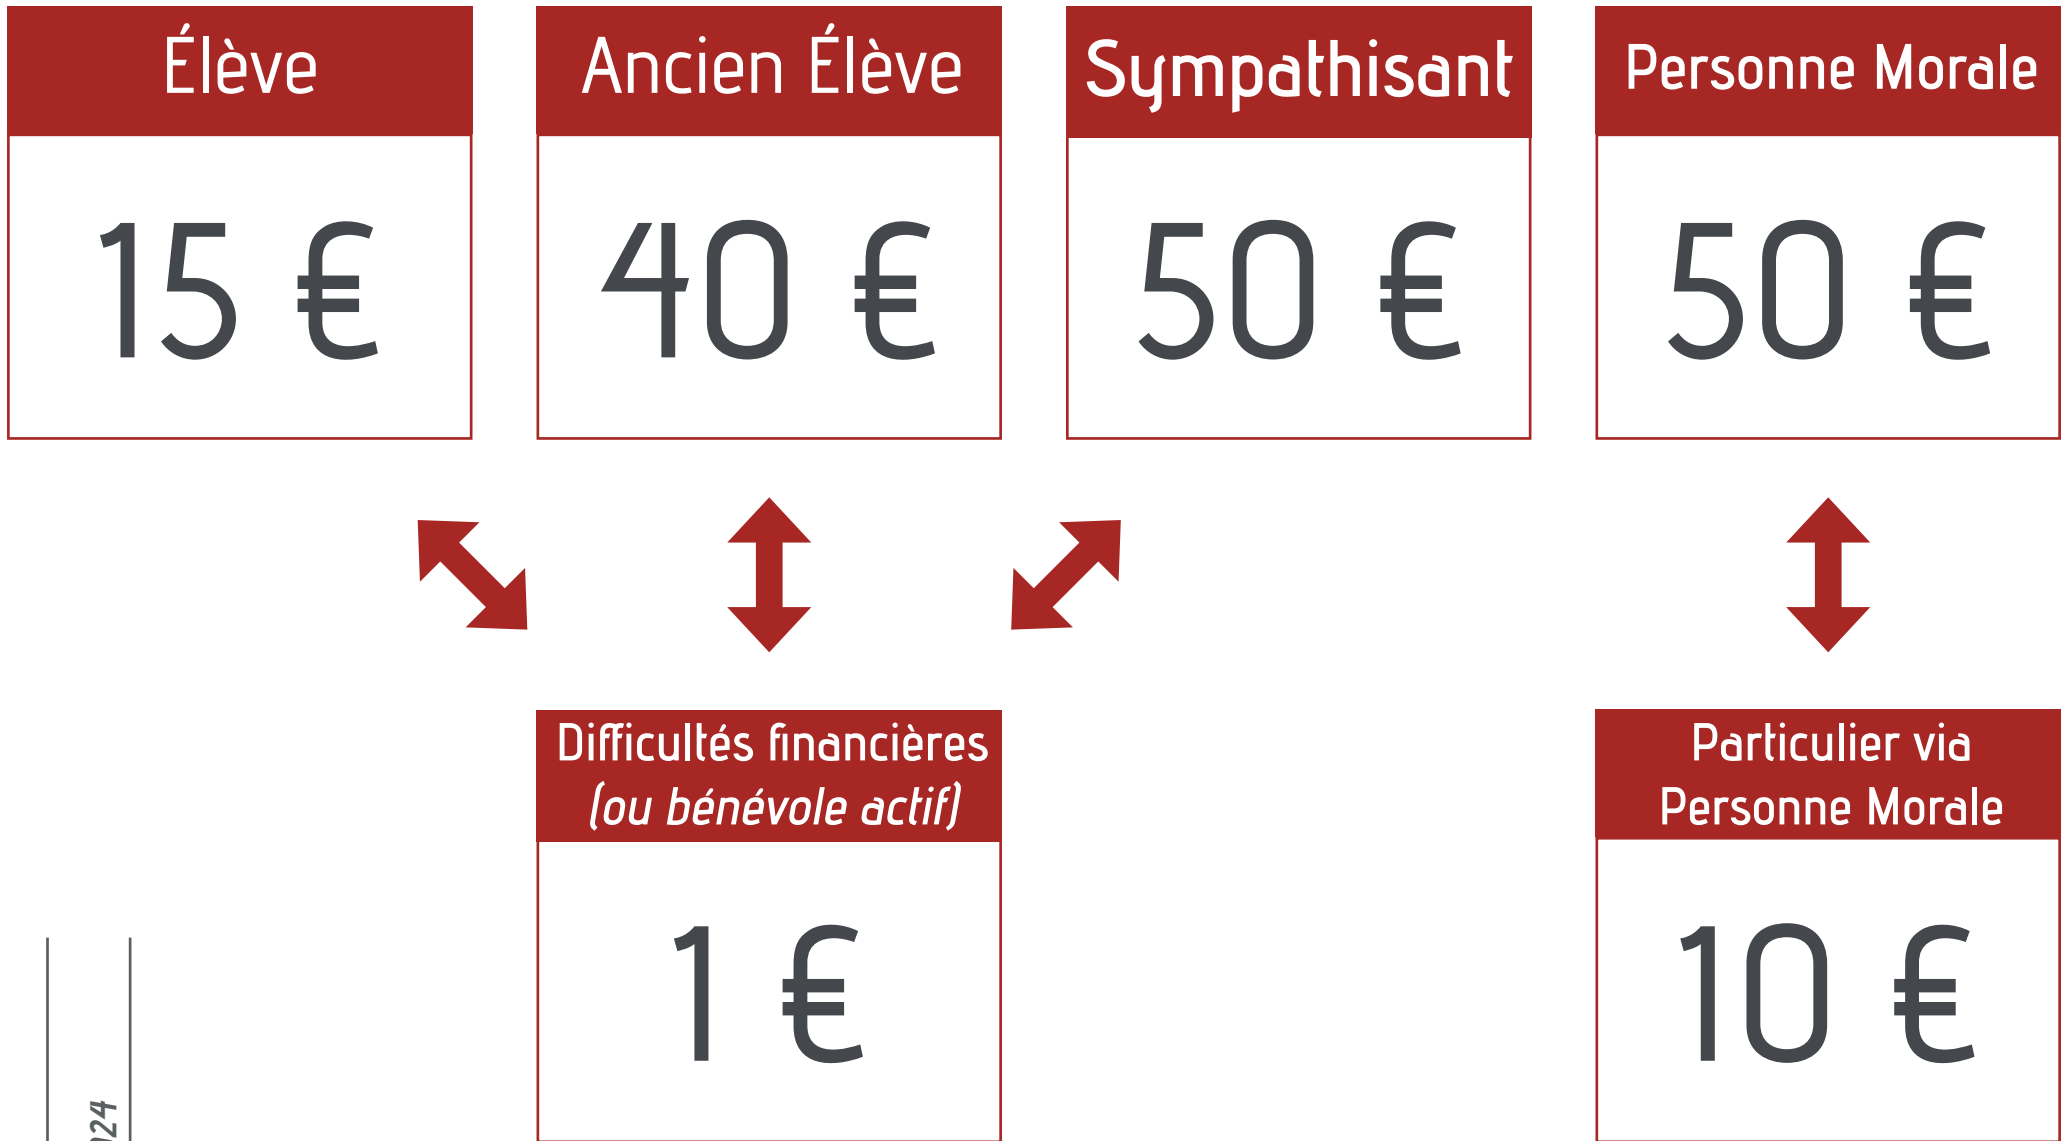 Élève
Ancien Élève
Sympathisant
Personne Morale
15 €
40 €
50 €
50 €
Difficultés financières
(ou bénévole actif)
Particulier via
Personne Morale
1 €
10 €